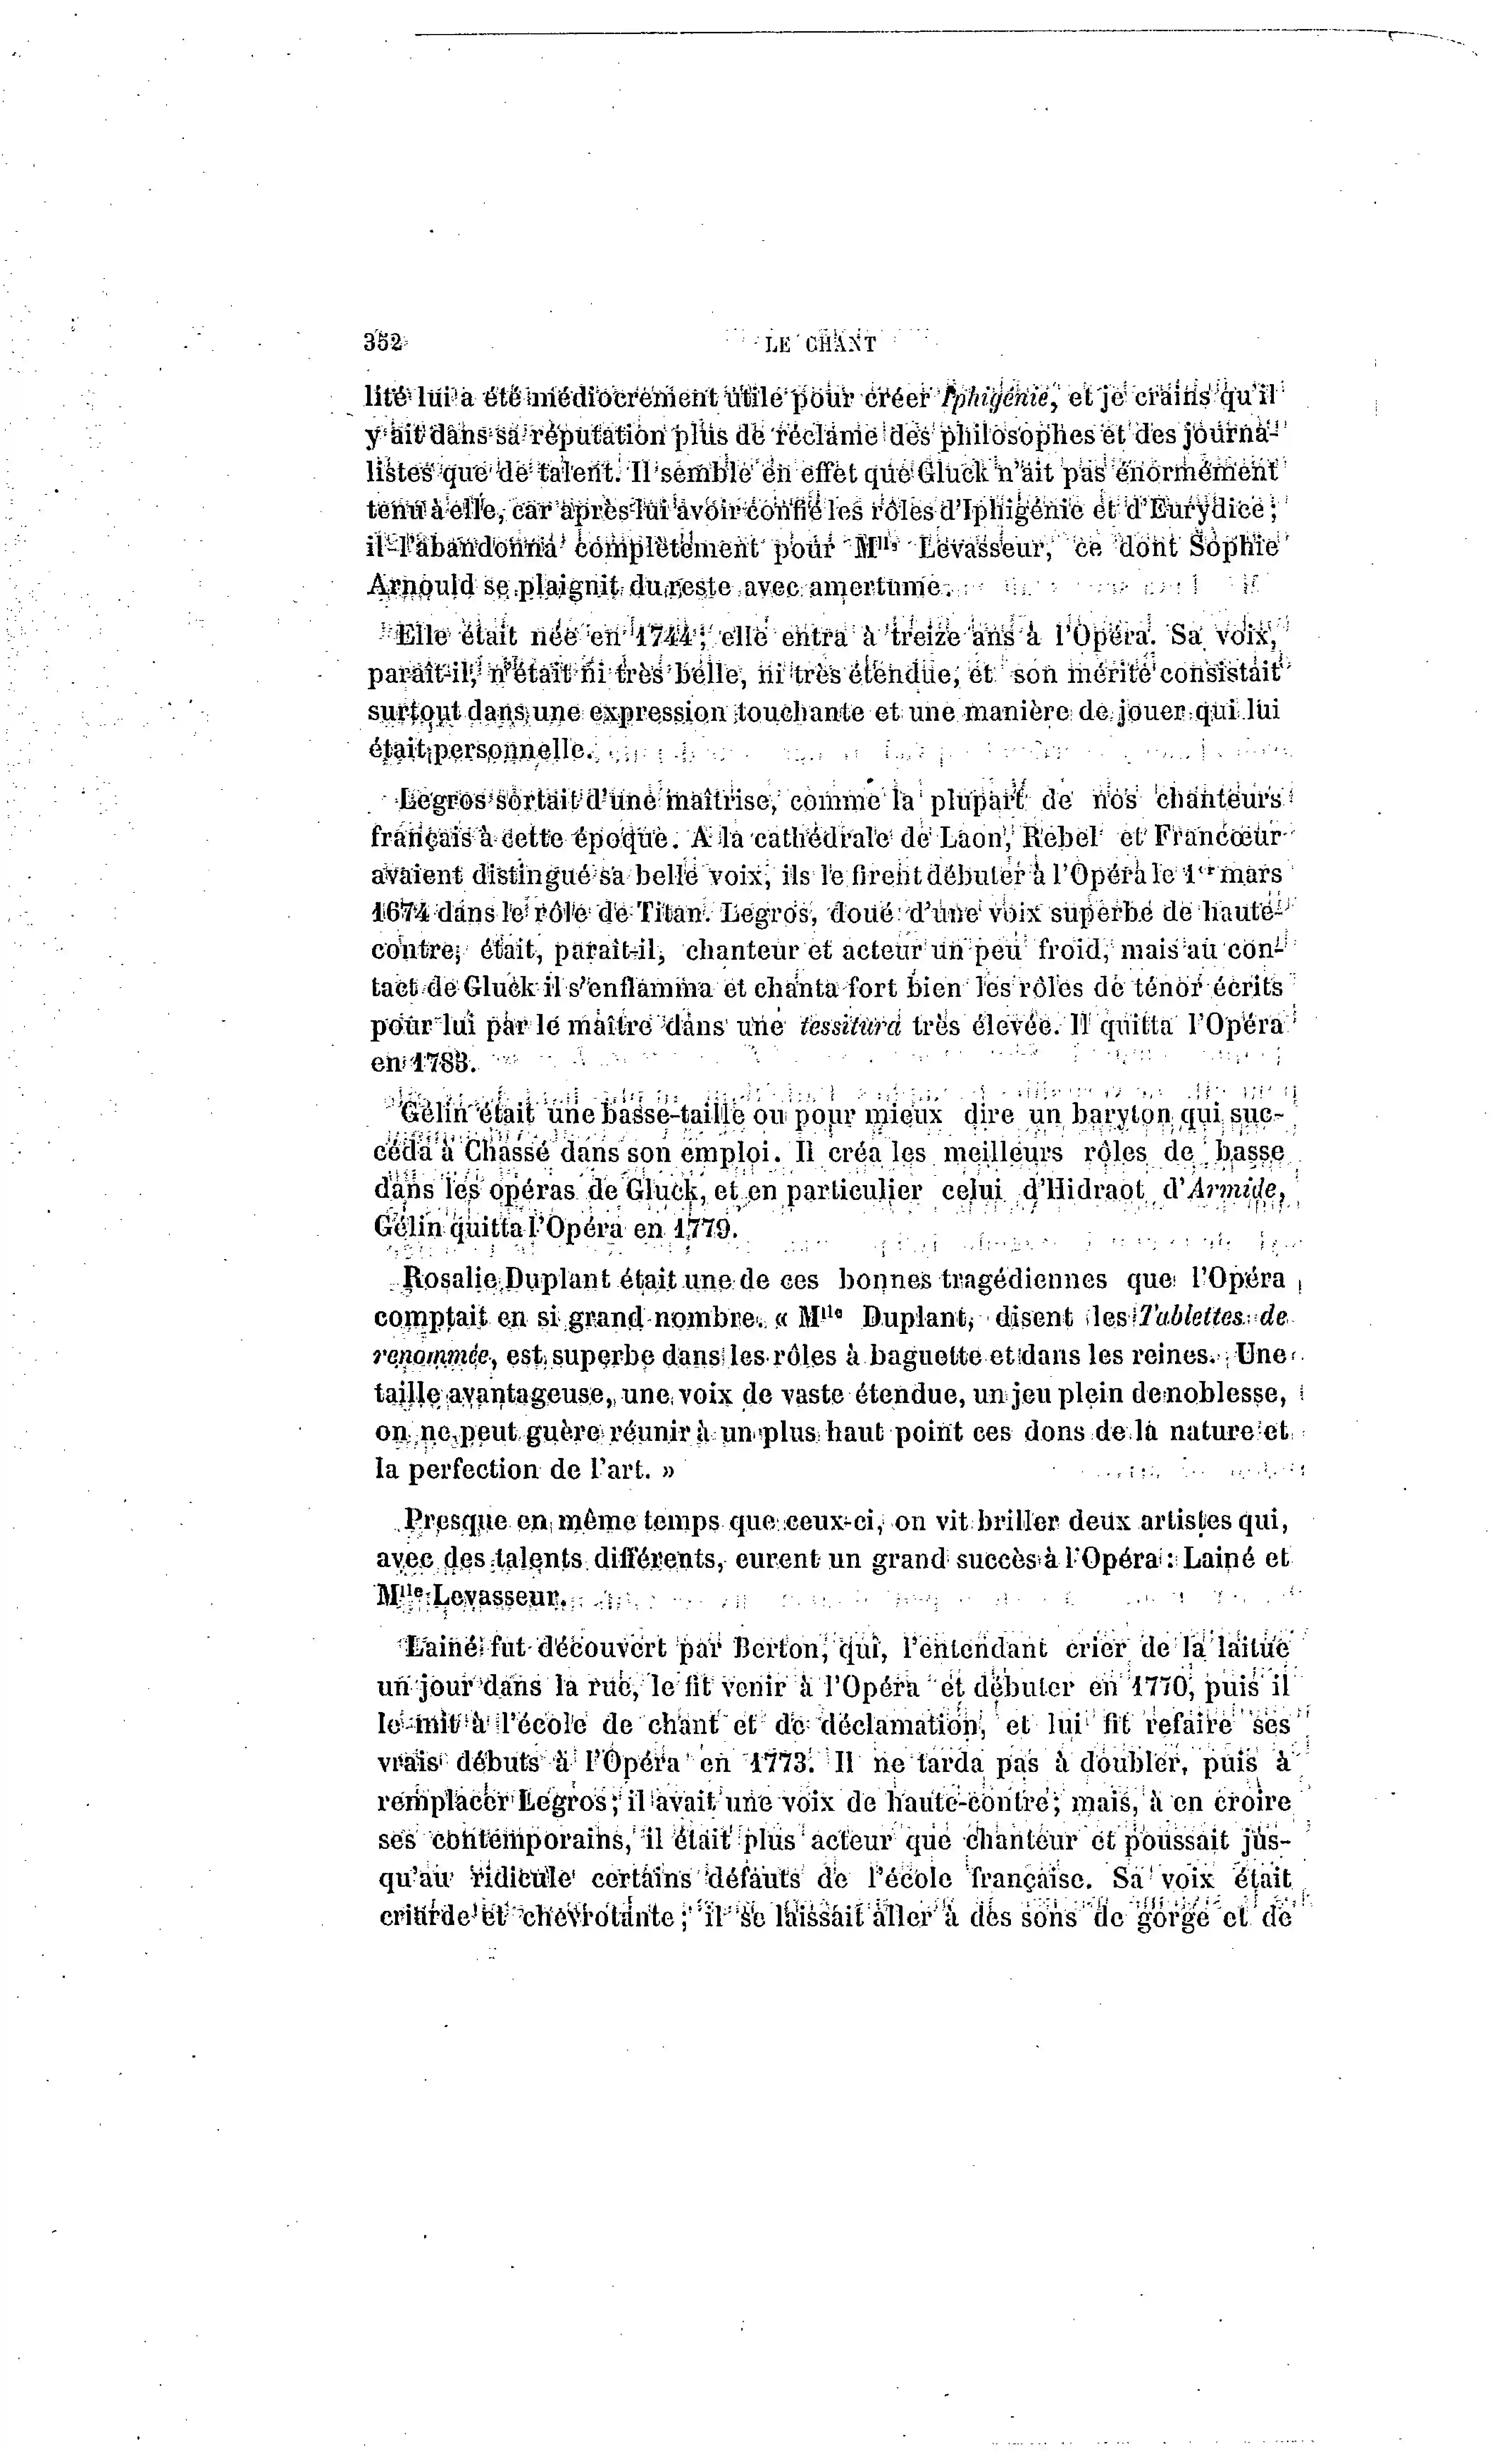 352 LE CHANT
lité lui a été médiocrement utile pour créer Iphigénie, et je crains qu'il
y ait dans sa réputation plus de réclame des philosophes et des journa-
listes que de talent. Il semble en effet que Gluck n'ait pas énormément
tenu à elle, car après lui avoir confié les rôles d'Iphigénie et d'Eurydice,
il l'abandonna complètement pour Mlle Levasseur, ce dont Sophie
Arnould se plaignit du reste avec amertume.
Elle était née en 1744; elle entra à treize ans à l'Opéra. Sa voix,
paraît-il, n'était ni très belle, ni très étendue, et son mérite consistait
surtout dans une expression touchante et une manière de jouer qui lui
était personnelle.
Legros sortait d'une maîtrise, comme la plupart de nos chanteurs
français à cette époque. A la cathédrale de Laon, Rebel et Francœur
avaient distingué sa belle voix, ils le firent débuter à l'Opéra le 1er mars
1674 dans le rôle de Titan. Legros, doué d'une voix superbe de haute-
contre, était, paraît-il, chanteur et acteur un peu froid, mais au con-
tact de Gluck il s'enflamma et chanta fort bien les rôles de ténor écrits
pour lui par le maître dans une tessitura très élevée. Il quitta l'Opéra
en 1783.
Gélin était une basse-taille ou pour mieux dire un baryton qui suc-
céda à Chassé dans son emploi. Il créa les meilleurs rôles de basse
dans les opéras de Gluck, et en particulier celui d'Hidraot d'Armide,
Gélin quitta l'Opéra en 1779.
Rosalie Duplant était une de ces bonnes tragédiennes que l'Opéra
comptait en si grand nombre. « Mlle Duplant, disent les Tablettes de
renommée, est superbe dans les rôles à baguette et dans les reines. Une
taille avantageuse, une voix de vaste étendue, un jeu plein de noblesse,
on ne peut guère réunir à un plus haut point ces dons de la nature et
la perfection de l'art. »
Presque en même temps que ceux-ci, on vit briller deux artistes qui,
avec des talents différents, eurent un grand succès à l'Opéra : Lainé et
Mlle Levasseur.
Lainé fut découvert par Berton, qui, l'entendant crier de la laitue
un jour dans la rue, le fit venir à l'Opéra et débuter en 1770, puis il
le mit à l'école de chant et de déclamation, et lui fit refaire ses
vrais débuts à l'Opéra en 1773. Il ne tarda pas à doubler, puis à
remplacer Legros; il avait une voix de haute-contre; mais, à en croire
ses contemporains, il était plus acteur que chanteur et poussait jus-
qu'au ridicule certains défauts de l'école française. Sa voix était
criarde et chevrotante; il se laissait aller à des sons de gorge et de